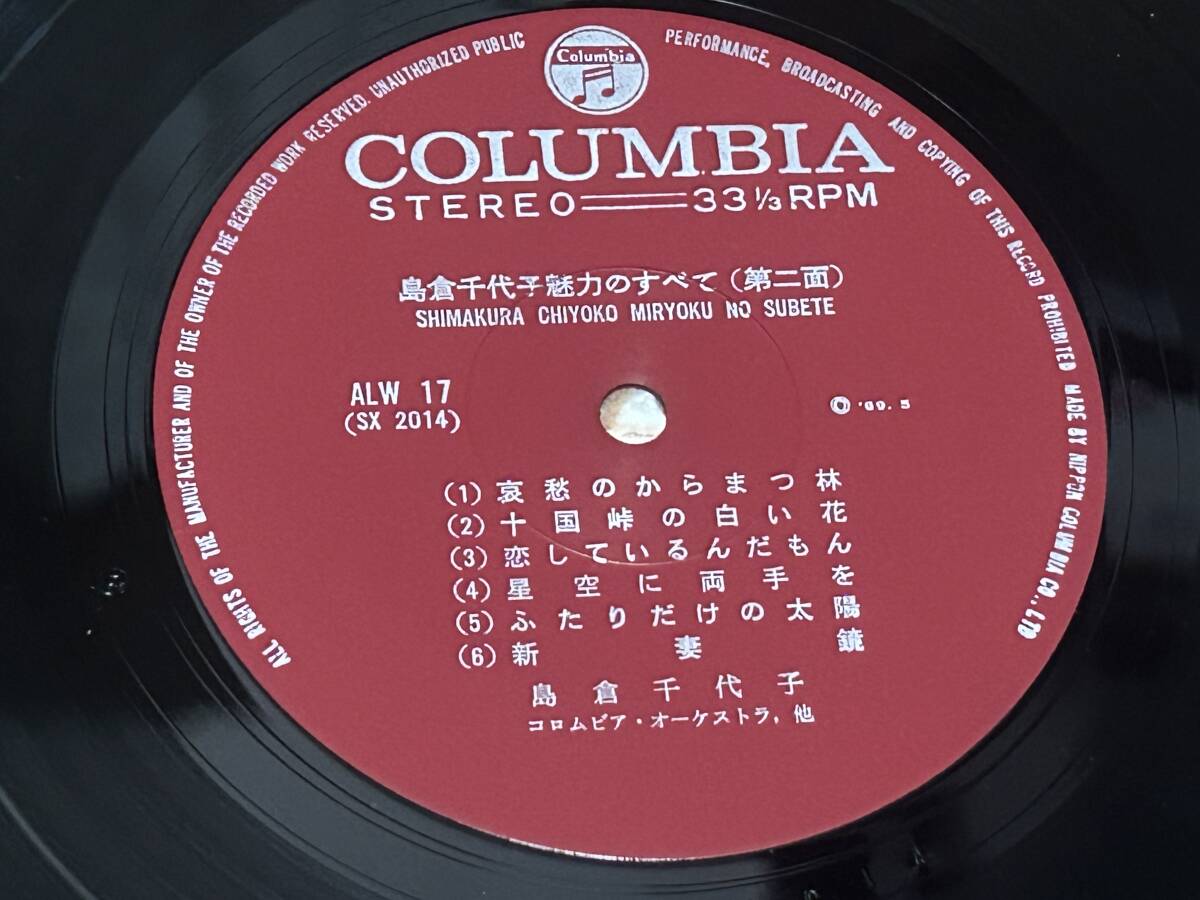 ALL RIGHTS OF THE MANUFACTURER AND OF THE OWNER OF THE RECORDED WORK RESERVED. UNAUTHORIZED PUBLIC PERFORMANCE, BROADCASTING AND COPYING OF THIS RECORD PROHIBITED MADE BY NIPPON COLUMBIA CO., LTD
Columbia
COLUMBIA
STEREO 33 1/3 RPM
島倉千代子魅力のすべて（第二面）
SHIMAKURA CHIYOKO MIRYOKU NO SUBETE
ALW 17
(SX 2014)
(1) 哀愁のからまつ林
(2) 十国峠の白い花
(3) 恋しているんだもん
(4) 星空に両手を
(5) ふたりだけの太陽
(6) 新妻鏡
島倉千代子
コロムビア・オーケストラ，他